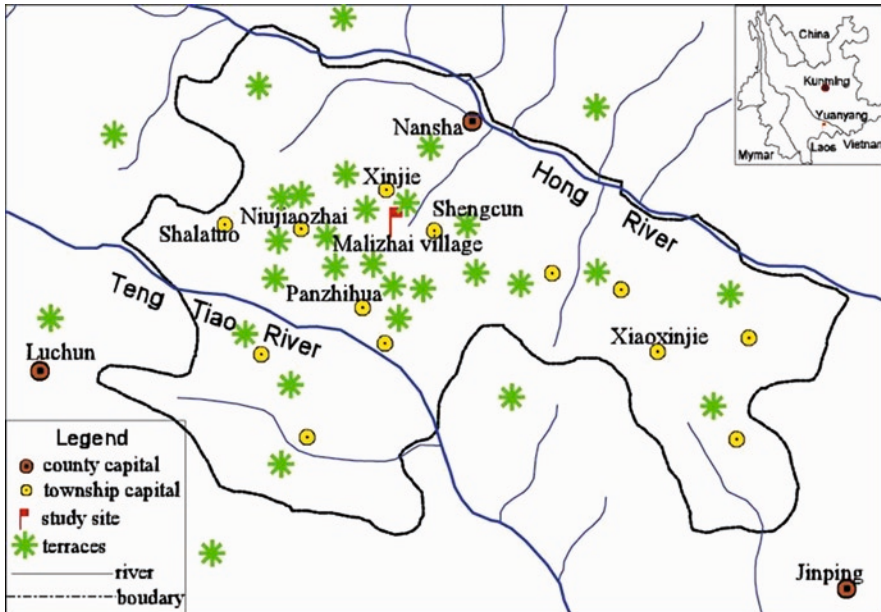 China
Kunming
Yuanyang
Mymar
Laos
Vietnam
Nansha
Hong River
Xinjie
Niujiaozhai
Shengcun
Shalatuo
Malizhai village
Panzhihua
Teng Tiao River
Luchun
Xiaoxinjie
Jinping
Legend
county capital
township capital
study site
terraces
river
boudary